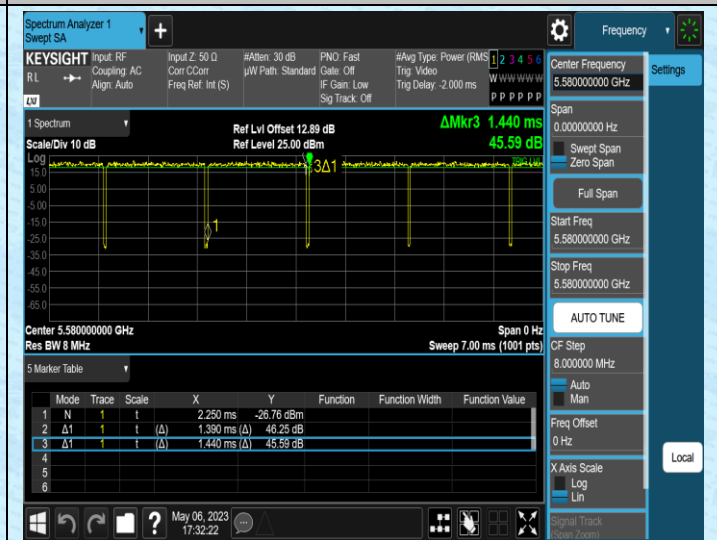 Spectrum Analyzer 1
Swept SA
+
Frequency
KEYSIGHT
RL
LXI
Input: RF
Coupling: AC
Align: Auto
Input Z: 50 Ω
Corr CCorr
Freq Ref: Int (S)
#Atten: 30 dB
µW Path: Standard
PNO: Fast
Gate: Off
IF Gain: Low
Sig Track: Off
#Avg Type: Power (RMS
Trig: Video
Trig Delay: -2.000 ms
1 2 3 4 5 6
W W W W W W
P P P P P P
1 Spectrum
Scale/Div 10 dB
Ref Lvl Offset 12.89 dB
Ref Level 25.00 dBm
ΔMkr3 1.440 ms
45.59 dB
Log
15.0
5.00
-5.00
-15.0
-25.0
-35.0
-45.0
-55.0
-65.0
3Δ1
1
TRIG LVL
Center 5.580000000 GHz
Res BW 8 MHz
Span 0 Hz
Sweep 7.00 ms (1001 pts)
5 Marker Table
Mode Trace Scale X Y Function Function Width Function Value
1 N 1 t 2.250 ms -26.76 dBm
2 Δ1 1 t (Δ) 1.390 ms (Δ) 46.25 dB
3 Δ1 1 t (Δ) 1.440 ms (Δ) 45.59 dB
4
5
6
?
May 06, 2023
17:32:22
Center Frequency
5.580000000 GHz
Span
0.00000000 Hz
Swept Span
Zero Span
Full Span
Start Freq
5.580000000 GHz
Stop Freq
5.580000000 GHz
AUTO TUNE
CF Step
8.000000 MHz
Auto
Man
Freq Offset
0 Hz
X Axis Scale
Log
Lin
Signal Track
(Span Zoom)
Settings
Local